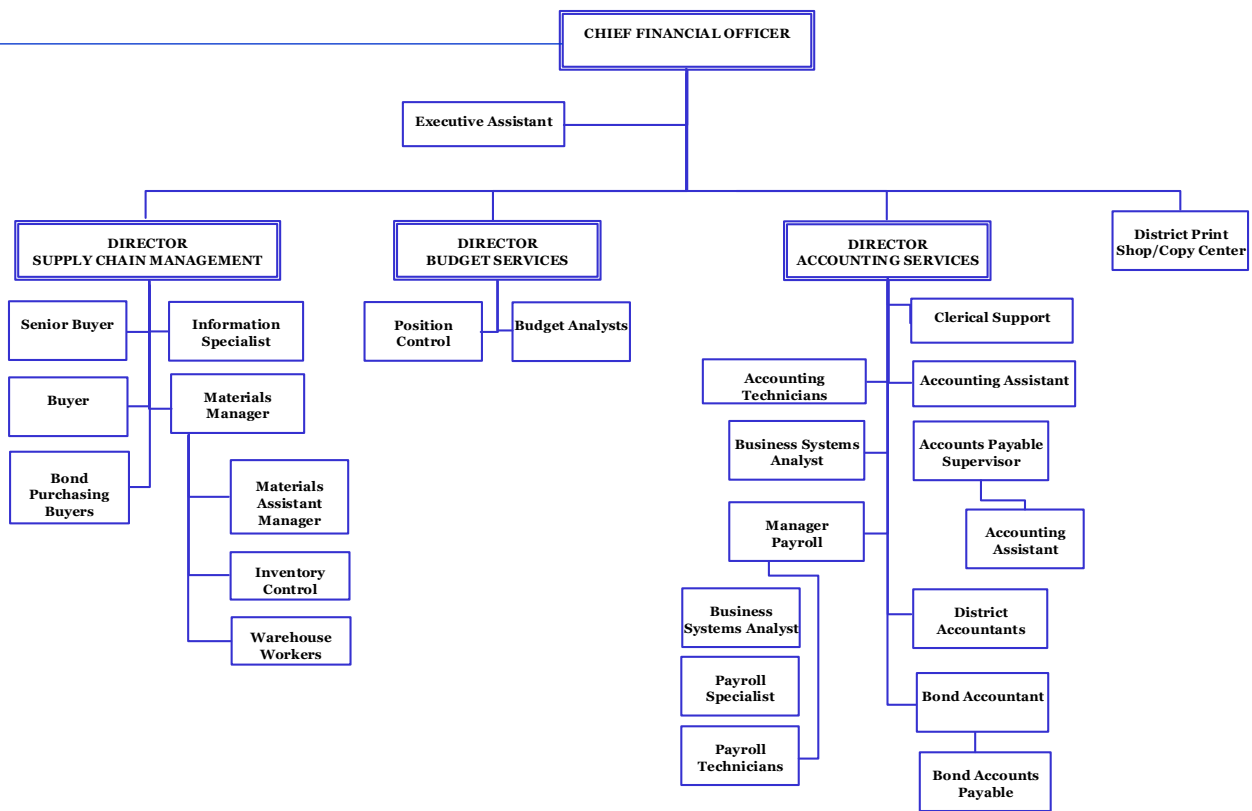 CHIEF FINANCIAL OFFICER
Executive Assistant
DIRECTOR
SUPPLY CHAIN MANAGEMENT
DIRECTOR
BUDGET SERVICES
DIRECTOR
ACCOUNTING SERVICES
District Print
Shop/Copy Center
Senior Buyer
Information
Specialist
Buyer
Materials
Manager
Bond
Purchasing
Buyers
Materials
Assistant
Manager
Inventory
Control
Warehouse
Workers
Position
Control
Budget Analysts
Clerical Support
Accounting
Technicians
Accounting Assistant
Business Systems
Analyst
Accounts Payable
Supervisor
Manager
Payroll
Accounting
Assistant
Business
Systems Analyst
District
Accountants
Payroll
Specialist
Bond Accountant
Payroll
Technicians
Bond Accounts
Payable